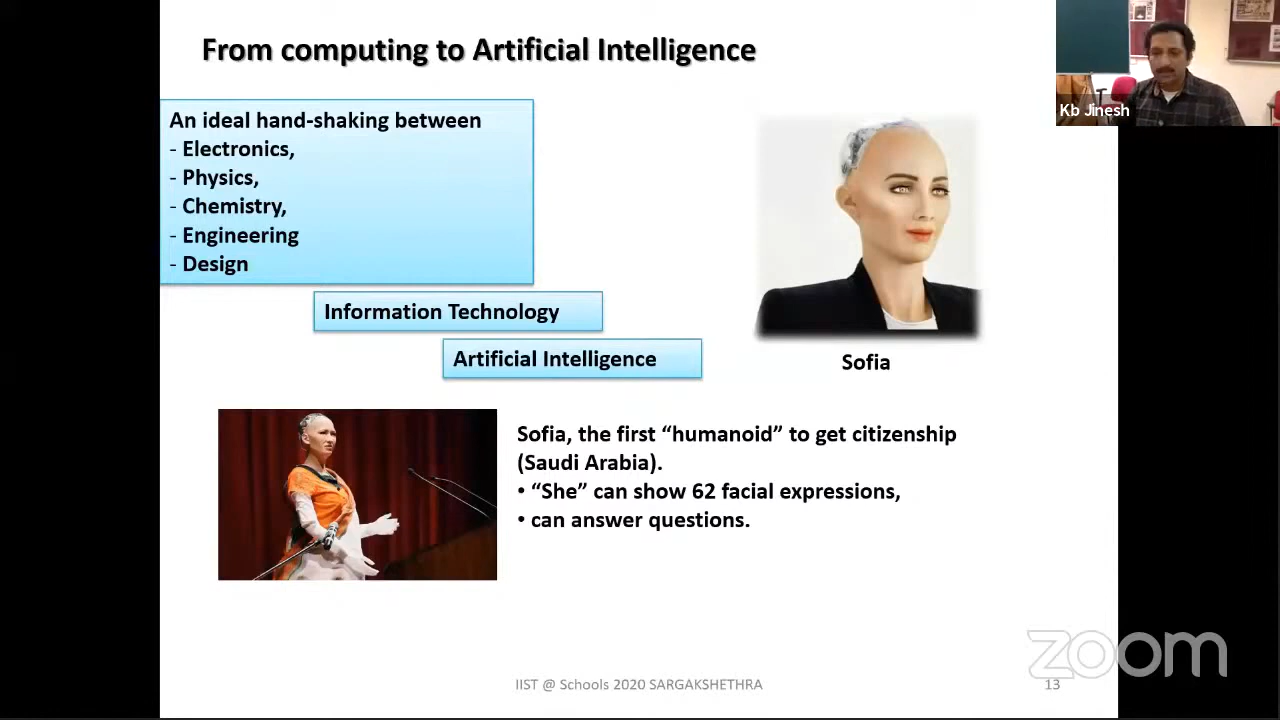 From computing to Artificial Intelligence
Kb Jinesh
An ideal hand-shaking between
- Electronics,
- Physics,
- Chemistry,
- Engineering
- Design
Information Technology
Artificial Intelligence
Sofia
Sofia, the first “humanoid” to get citizenship
(Saudi Arabia).
• “She” can show 62 facial expressions,
• can answer questions.
zoom
IIST @ Schools 2020 SARGAKSHETHRA
13